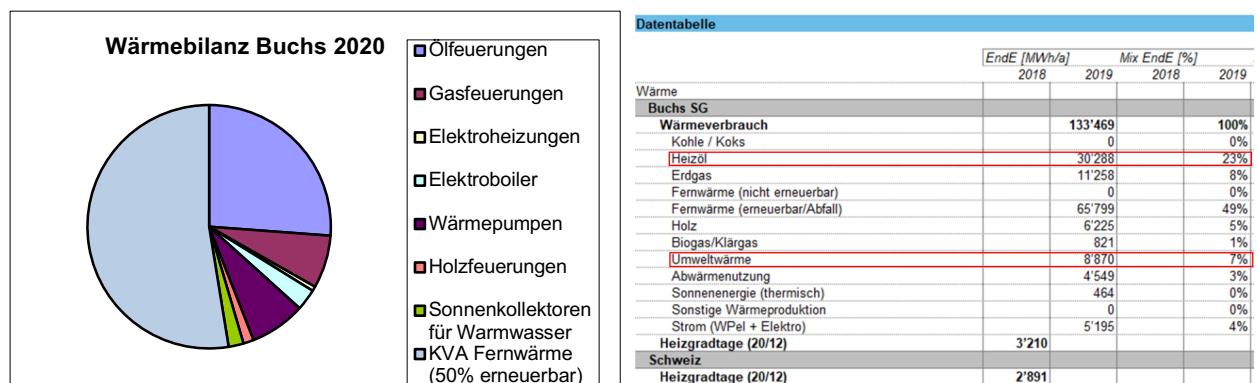 Wärmebilanz Buchs 2020
Ölfeuerungen
Gasfeuerungen
Elektroheizungen
Elektroboiler
Wärmepumpen
Holzfeuerungen
Sonnenkollektoren
für Warmwasser
KVA Fernwärme
(50% erneuerbar)
Datentabelle
EndE [MWh/a] Mix EndE [%]
2018 2019 2018 2019
Wärme
Buchs SG
Wärmeverbrauch 133'469 100%
Kohle / Koks 0 0%
Heizöl 30'288 23%
Erdgas 11'258 8%
Fernwärme (nicht erneuerbar) 0 0%
Fernwärme (erneuerbar/Abfall) 65'799 49%
Holz 6'225 5%
Biogas/Klärgas 821 1%
Umweltwärme 8'870 7%
Abwärmenutzung 4'549 3%
Sonnenenergie (thermisch) 464 0%
Sonstige Wärmeproduktion 0 0%
Strom (WPel + Elektro) 5'195 4%
Heizgradtage (20/12) 3'210
Schweiz
Heizgradtage (20/12) 2'891